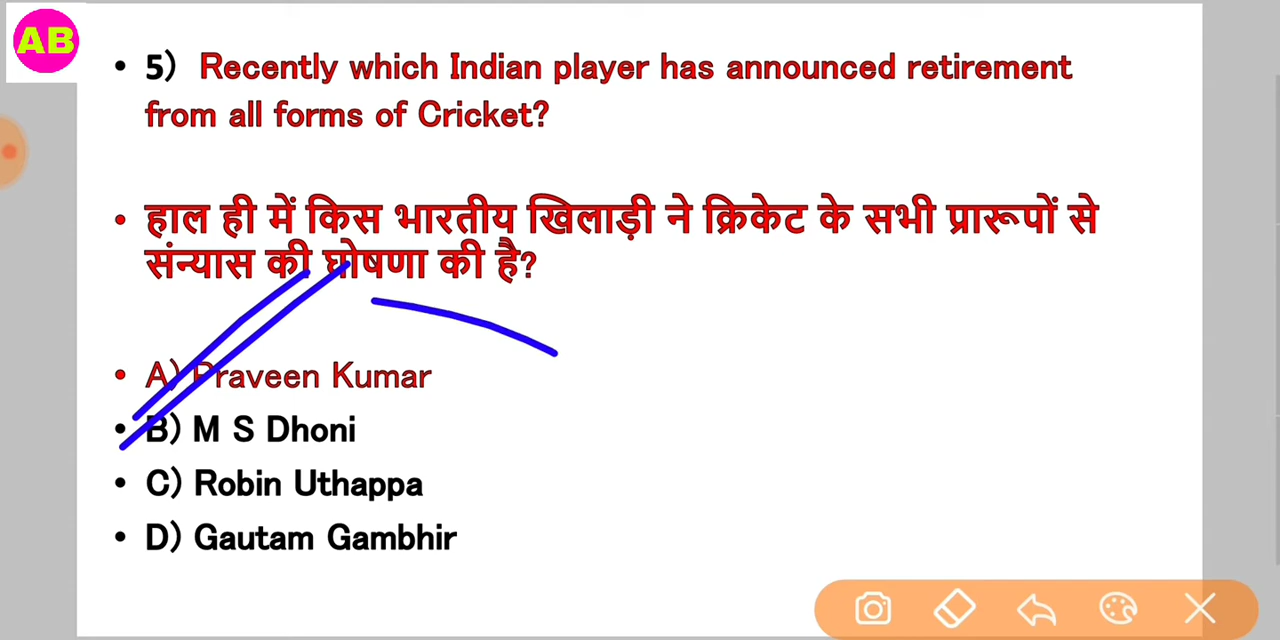 AB
• 5) Recently which Indian player has announced retirement
from all forms of Cricket?
• हाल ही में किस भारतीय खिलाड़ी ने क्रिकेट के सभी प्रारूपों से
संन्यास की घोषणा की है?
• A) Praveen Kumar
• B) M S Dhoni
• C) Robin Uthappa
• D) Gautam Gambhir